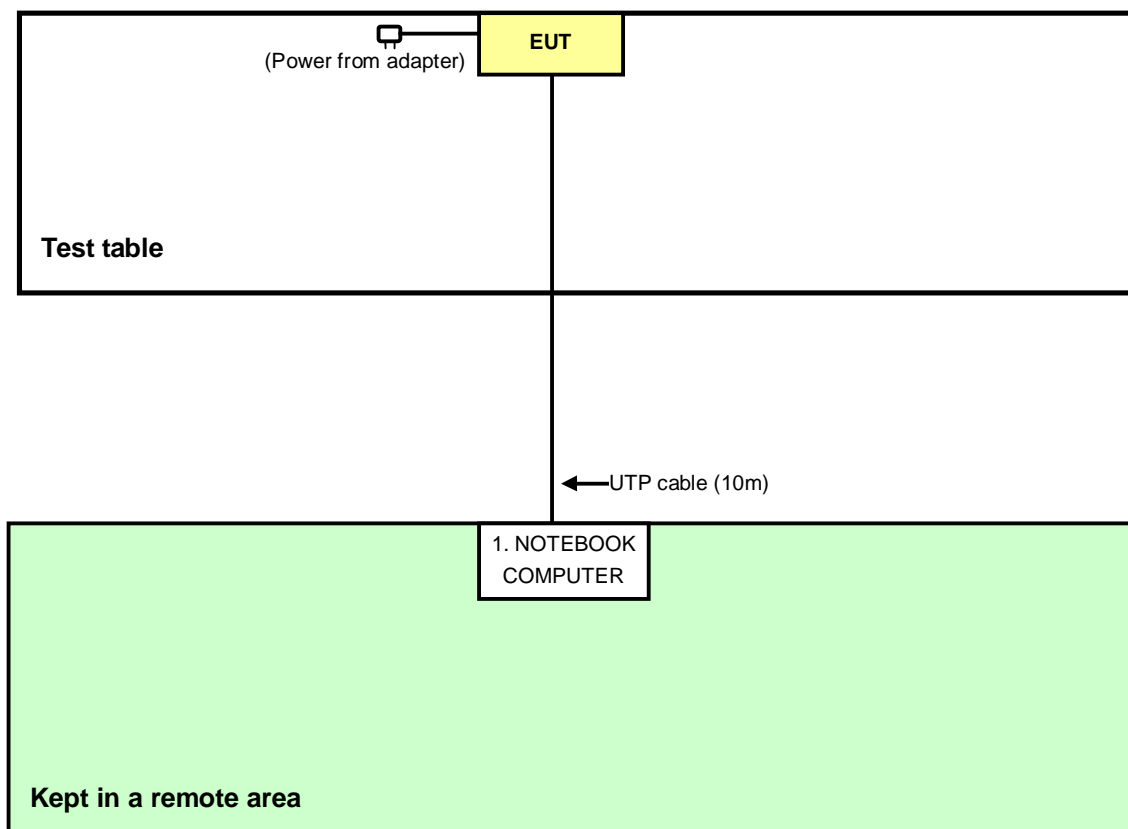 EUT
(Power from adapter)
Test table
UTP cable (10m)
1. NOTEBOOK
COMPUTER
Kept in a remote area